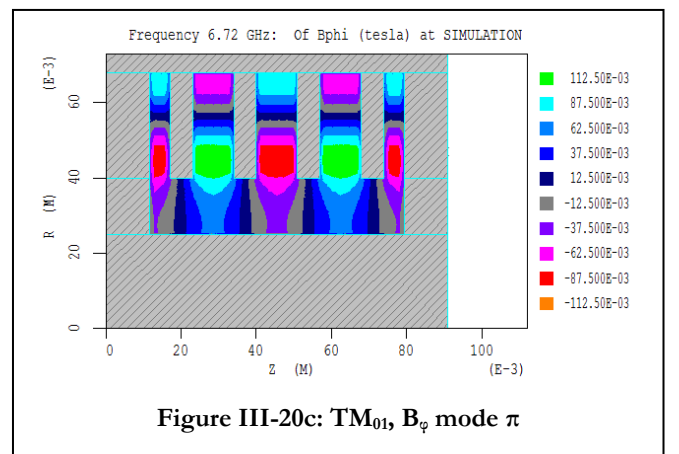 Frequency 6.72 GHz: Of Bphi (tesla) at SIMULATION
(E-3)
R (M)
60
40
20
0
112.50E-03
87.500E-03
62.500E-03
37.500E-03
12.500E-03
-12.500E-03
-37.500E-03
-62.500E-03
-87.500E-03
-112.50E-03
0 20 40 60 80 100
Z (M) (E-3)
Figure III-20c: TM₀₁, Bφ mode π